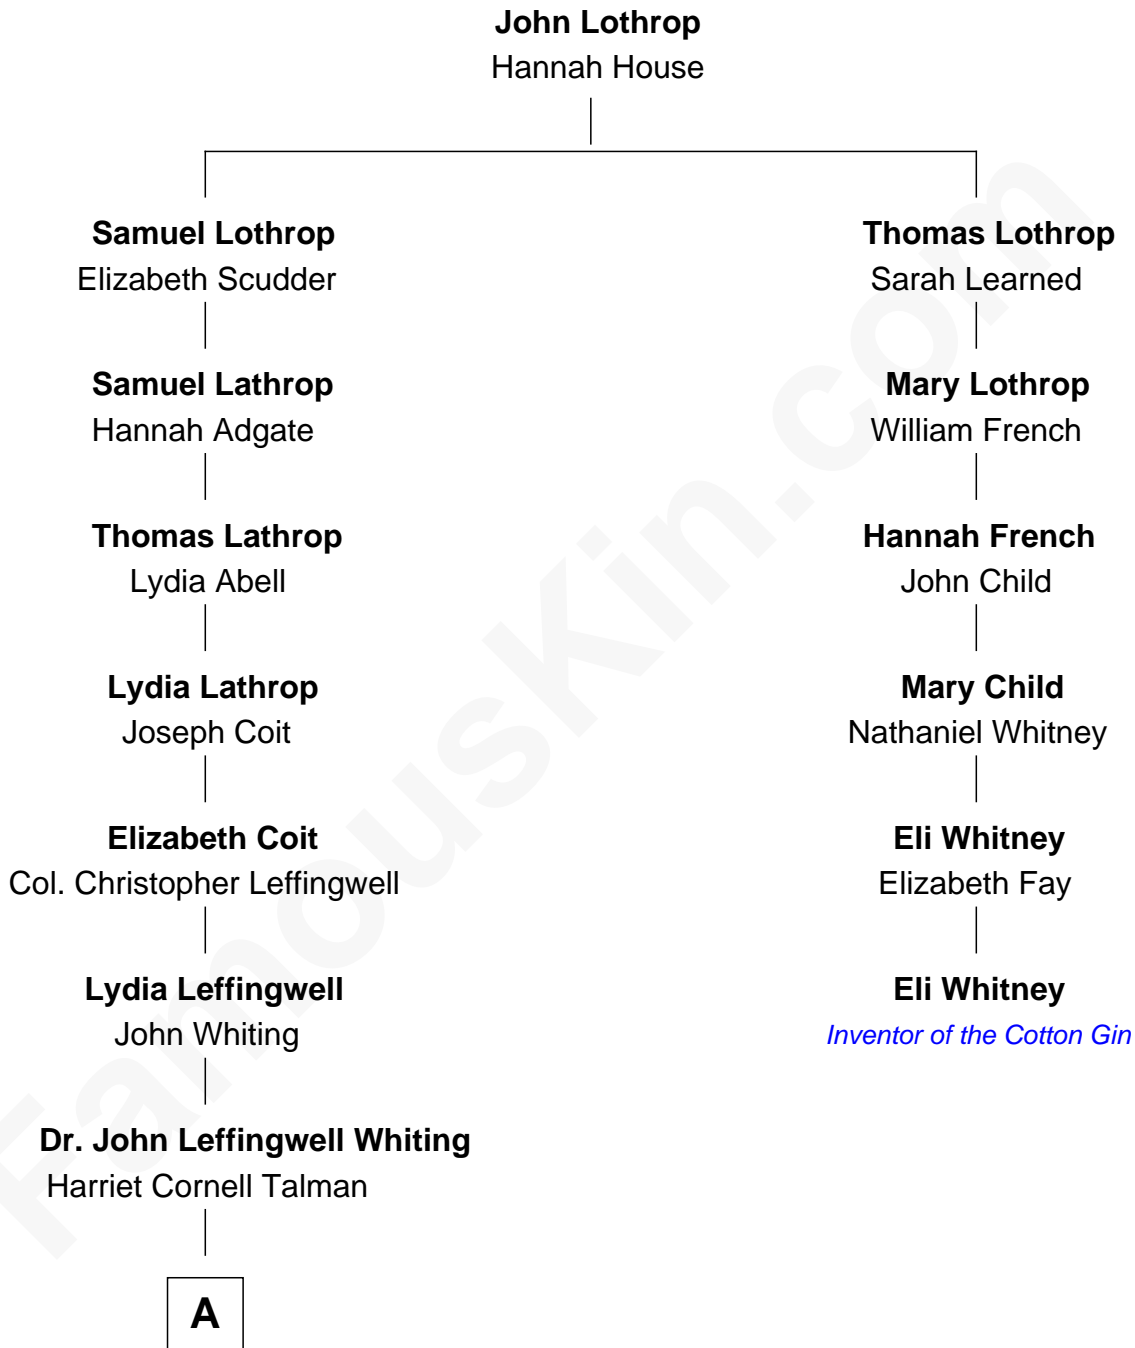 John Lothrop
Hannah House
Samuel Lothrop
Elizabeth Scudder
Thomas Lothrop
Sarah Learned
Samuel Lathrop
Hannah Adgate
Mary Lothrop
William French
Thomas Lathrop
Lydia Abell
Hannah French
John Child
Lydia Lathrop
Joseph Coit
Mary Child
Nathaniel Whitney
Elizabeth Coit
Col. Christopher Leffingwell
Eli Whitney
Elizabeth Fay
Lydia Leffingwell
John Whiting
Eli Whitney
Inventor of the Cotton Gin
Dr. John Leffingwell Whiting
Harriet Cornell Talman
A
FamousKin.com